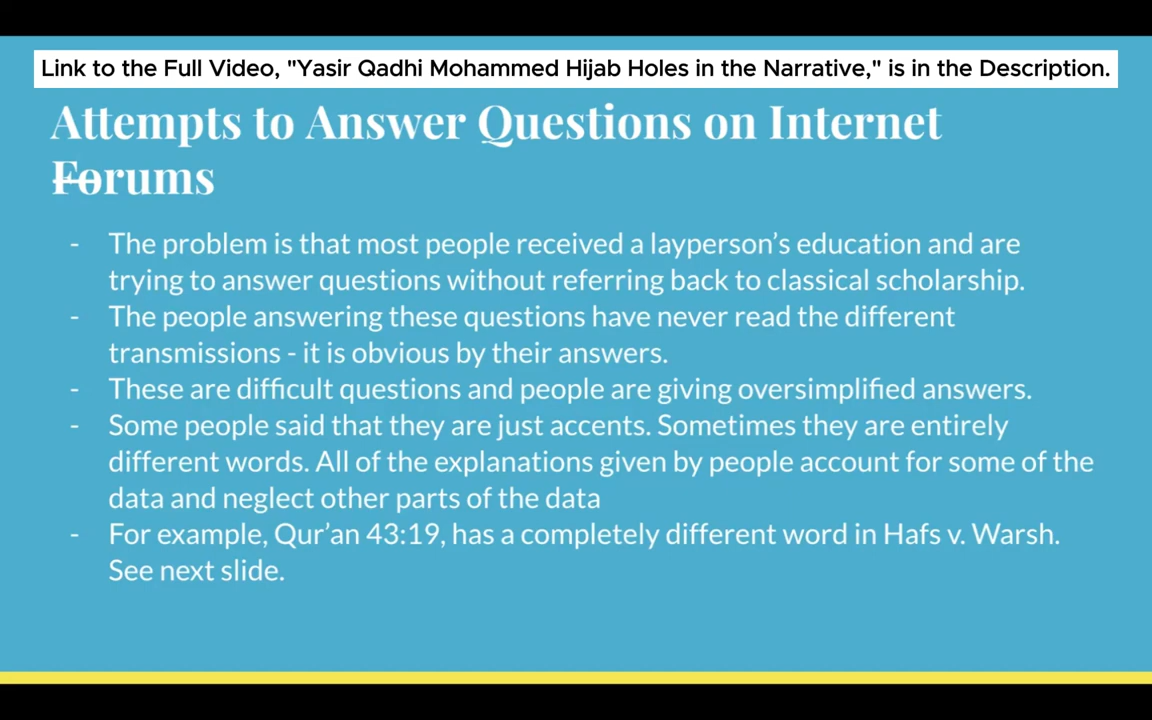 Link to the Full Video, "Yasir Qadhi Mohammed Hijab Holes in the Narrative," is in the Description.
Attempts to Answer Questions on Internet
Forums
- The problem is that most people received a layperson's education and are
trying to answer questions without referring back to classical scholarship.
- The people answering these questions have never read the different
transmissions - it is obvious by their answers.
- These are difficult questions and people are giving oversimplified answers.
- Some people said that they are just accents. Sometimes they are entirely
different words. All of the explanations given by people account for some of the
data and neglect other parts of the data
- For example, Qur'an 43:19, has a completely different word in Hafs v. Warsh.
See next slide.